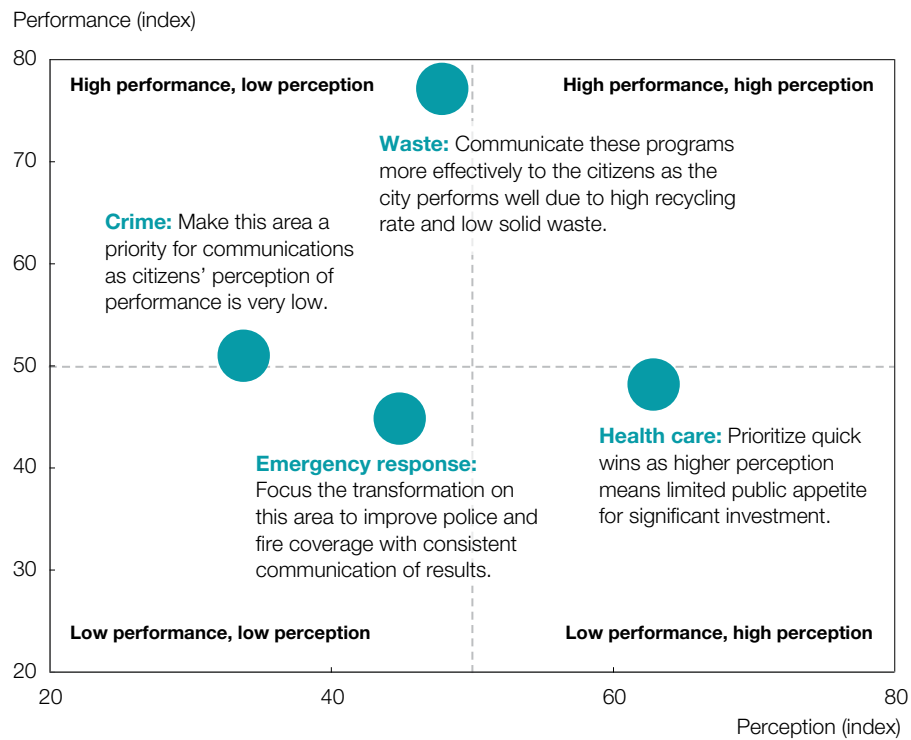 Performance (index)
80
High performance, low perception
High performance, high perception
Waste: Communicate these programs
more effectively to the citizens as the
city performs well due to high recycling
rate and low solid waste.
70
Crime: Make this area a
priority for communications
as citizens’ perception of
performance is very low.
60
50
Health care: Prioritize quick
wins as higher perception
means limited public appetite
for significant investment.
40
Emergency response:
Focus the transformation on
this area to improve police and
fire coverage with consistent
communication of results.
30
Low performance, low perception
Low performance, high perception
20
20
40
60
80
Perception (index)